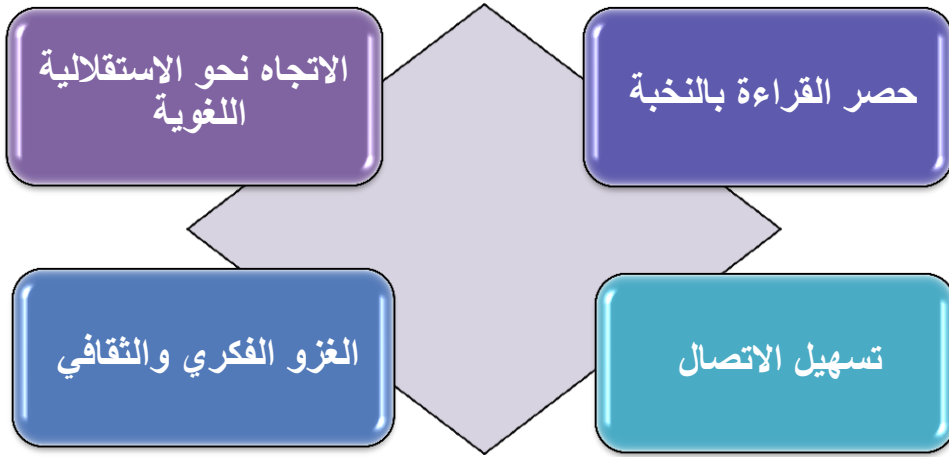 حصر القراءة بالنخبة
الاتجاه نحو الاستقلالية
اللغوية
تسهيل الاتصال
الغزو الفكري والثقافي